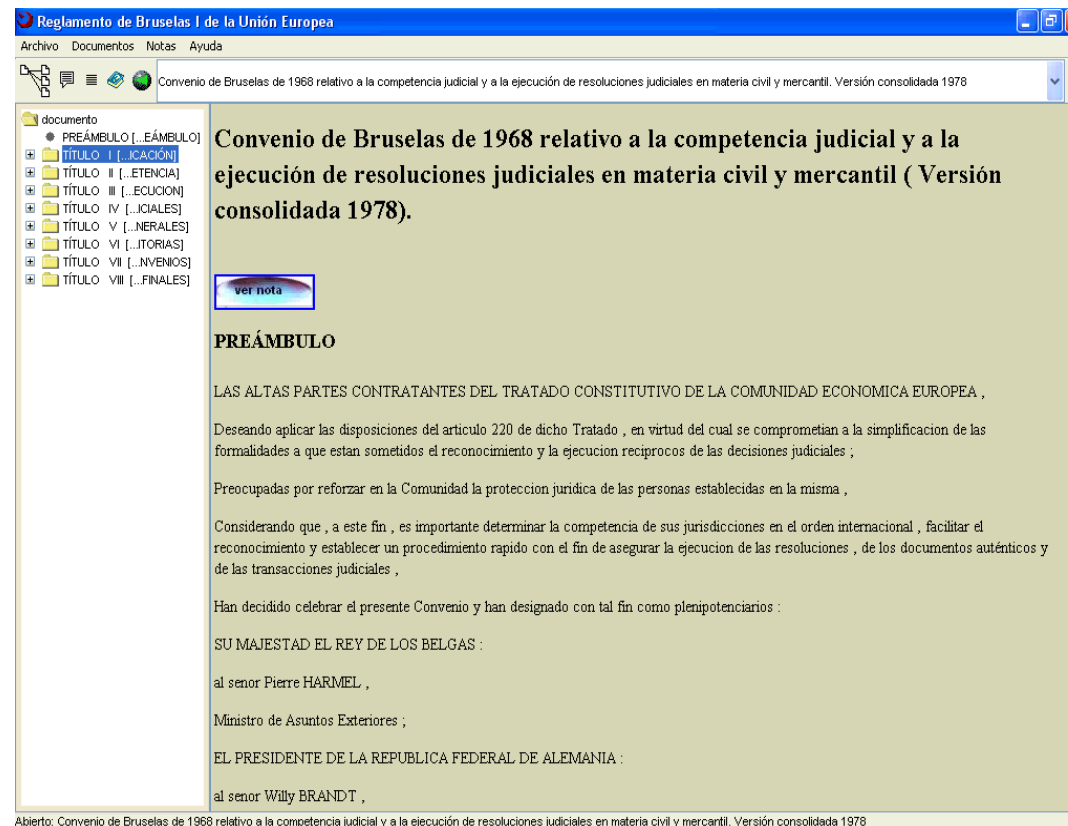 Reglamento de Bruselas I de la Unión Europea
Archivo Documentos Notas Ayuda
Convenio de Bruselas de 1968 relativo a la competencia judicial y a la ejecución de resoluciones judiciales en materia civil y mercantil. Versión consolidada 1978
documento
PREÁMBULO [...EÁMBULO]
TÍTULO I [...ICACIÓN]
TÍTULO II [...ETENCIA]
TÍTULO III [...ECUCION]
TÍTULO IV [...ICIALES]
TÍTULO V [...NERALES]
TÍTULO VI [...ITORIAS]
TÍTULO VII [...NVENIOS]
TÍTULO VIII [...FINALES]
Convenio de Bruselas de 1968 relativo a la competencia judicial y a la
ejecución de resoluciones judiciales en materia civil y mercantil ( Versión
consolidada 1978).
ver nota
PREÁMBULO
LAS ALTAS PARTES CONTRATANTES DEL TRATADO CONSTITUTIVO DE LA COMUNIDAD ECONOMICA EUROPEA ,
Deseando aplicar las disposiciones del articulo 220 de dicho Tratado , en virtud del cual se comprometian a la simplificacion de las
formalidades a que estan sometidos el reconocimiento y la ejecucion reciprocos de las decisiones judiciales ;
Preocupadas por reforzar en la Comunidad la proteccion juridica de las personas establecidas en la misma ,
Considerando que , a este fin , es importante determinar la competencia de sus jurisdicciones en el orden internacional , facilitar el
reconocimiento y establecer un procedimiento rapido con el fin de asegurar la ejecucion de las resoluciones , de los documentos auténticos y
de las transacciones judiciales ,
Han decidido celebrar el presente Convenio y han designado con tal fin como plenipotenciarios :
SU MAJESTAD EL REY DE LOS BELGAS :
al senor Pierre HARMEL ,
Ministro de Asuntos Exteriores ;
EL PRESIDENTE DE LA REPUBLICA FEDERAL DE ALEMANIA :
al senor Willy BRANDT ,
Abierto: Convenio de Bruselas de 1968 relativo a la competencia judicial y a la ejecución de resoluciones judiciales en materia civil y mercantil. Versión consolidada 1978